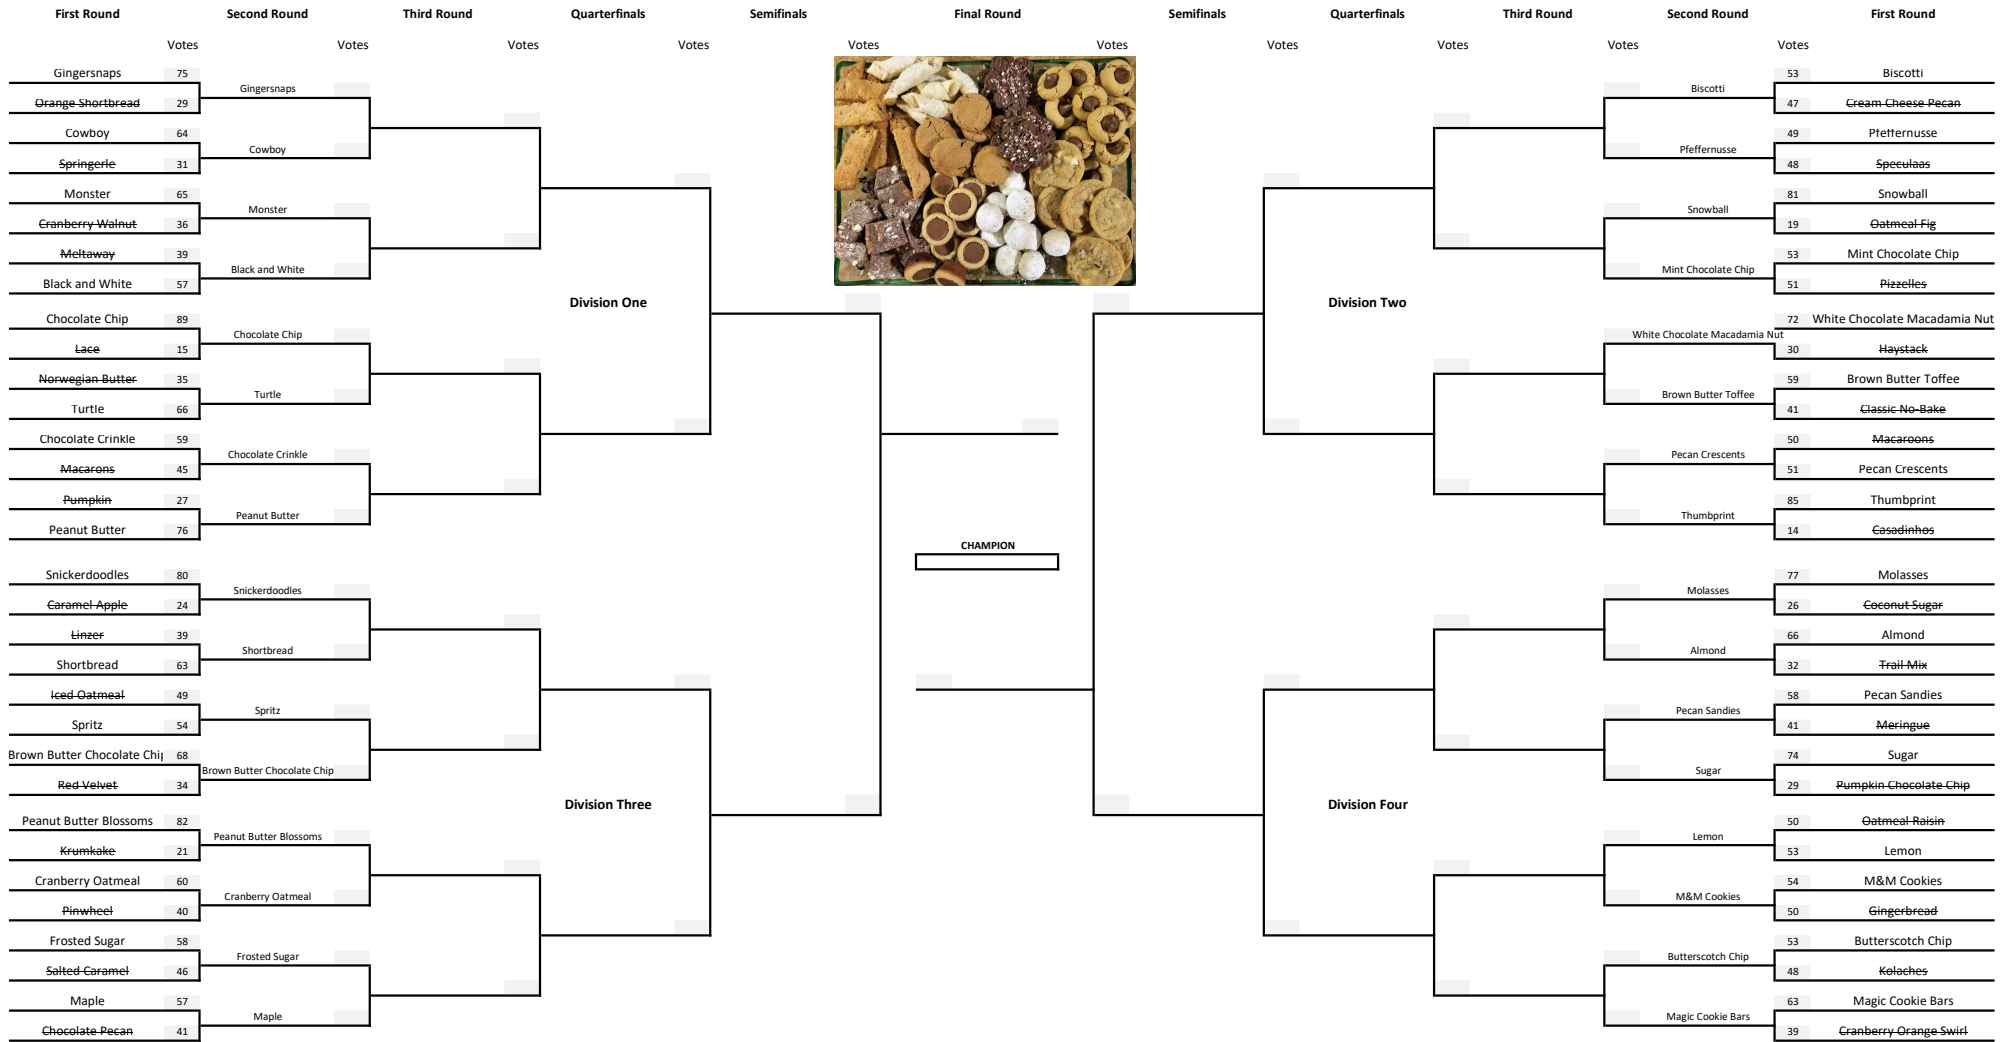 First Round Second Round Third Round Quarterfinals Semifinals Final Round Semifinals Quarterfinals Third Round Second Round First Round
Votes Votes Votes Votes Votes Votes Votes Votes Votes Votes
Gingersnaps 75
Gingersnaps
Orange Shortbread 29
Cowboy 64
Cowboy
Springerle 31
Monster 65
Monster
Cranberry Walnut 36
Meltaway 39
Black and White
Black and White 57
Division One
Chocolate Chip 89
Chocolate Chip
Lace 15
Norwegian Butter 35
Turtle
Turtle 66
Chocolate Crinkle 59
Chocolate Crinkle
Macarons 45
Pumpkin 27
Peanut Butter
Peanut Butter 76
Snickerdoodles 80
Snickerdoodles
Caramel Apple 24
Linzer 39
Shortbread
Shortbread 63
Iced Oatmeal 49
Spritz
Spritz 54
Brown Butter Chocolate Chip 68
Brown Butter Chocolate Chip
Red Velvet 34
Division Three
Peanut Butter Blossoms 82
Peanut Butter Blossoms
Krumkake 21
Cranberry Oatmeal 60
Cranberry Oatmeal
Pinwheel 40
Frosted Sugar 58
Frosted Sugar
Salted Caramel 46
Maple 57
Maple
Chocolate Pecan 41
CHAMPION
53 Biscotti
Biscotti
47 Cream Cheese Pecan
49 Pfeffernusse
Pfeffernusse
48 Speculaas
81 Snowball
Snowball
19 Oatmeal Fig
53 Mint Chocolate Chip
Mint Chocolate Chip
51 Pizzelles
Division Two
72 White Chocolate Macadamia Nut
White Chocolate Macadamia Nut
30 Haystack
59 Brown Butter Toffee
Brown Butter Toffee
41 Classic No-Bake
50 Macaroons
Pecan Crescents
51 Pecan Crescents
85 Thumbprint
Thumbprint
14 Casadinhos
77 Molasses
Molasses
26 Coconut Sugar
66 Almond
Almond
32 Trail Mix
58 Pecan Sandies
Pecan Sandies
41 Meringue
74 Sugar
Sugar
29 Pumpkin Chocolate Chip
Division Four
50 Oatmeal Raisin
Lemon
53 Lemon
54 M&M Cookies
M&M Cookies
50 Gingerbread
53 Butterscotch Chip
Butterscotch Chip
48 Kolaches
63 Magic Cookie Bars
Magic Cookie Bars
39 Cranberry Orange Swirl